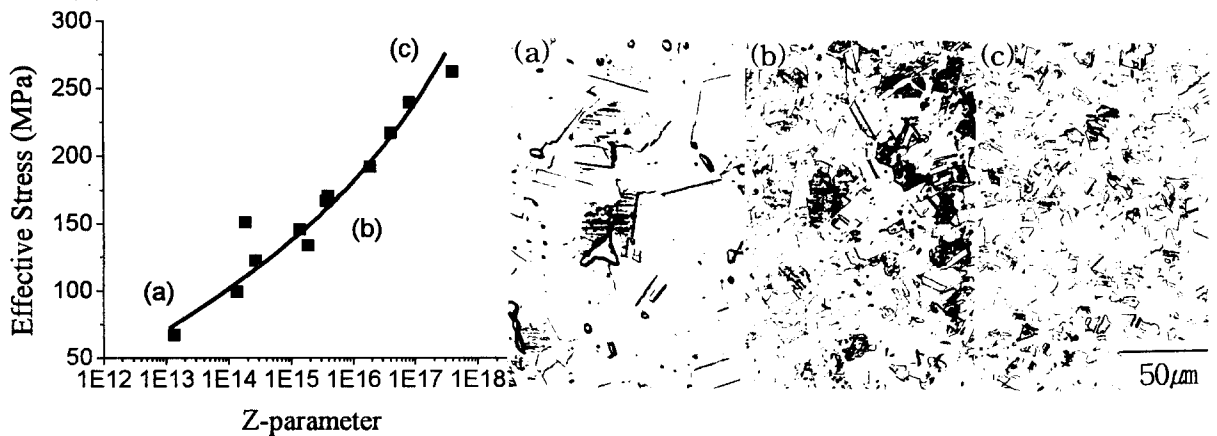 300
250
200
150
100
50
Effective Stress (MPa)
(a)
(b)
(c)
1E12 1E13 1E14 1E15 1E16 1E17 1E18
Z-parameter
(a)
(b)
(c)
50μm